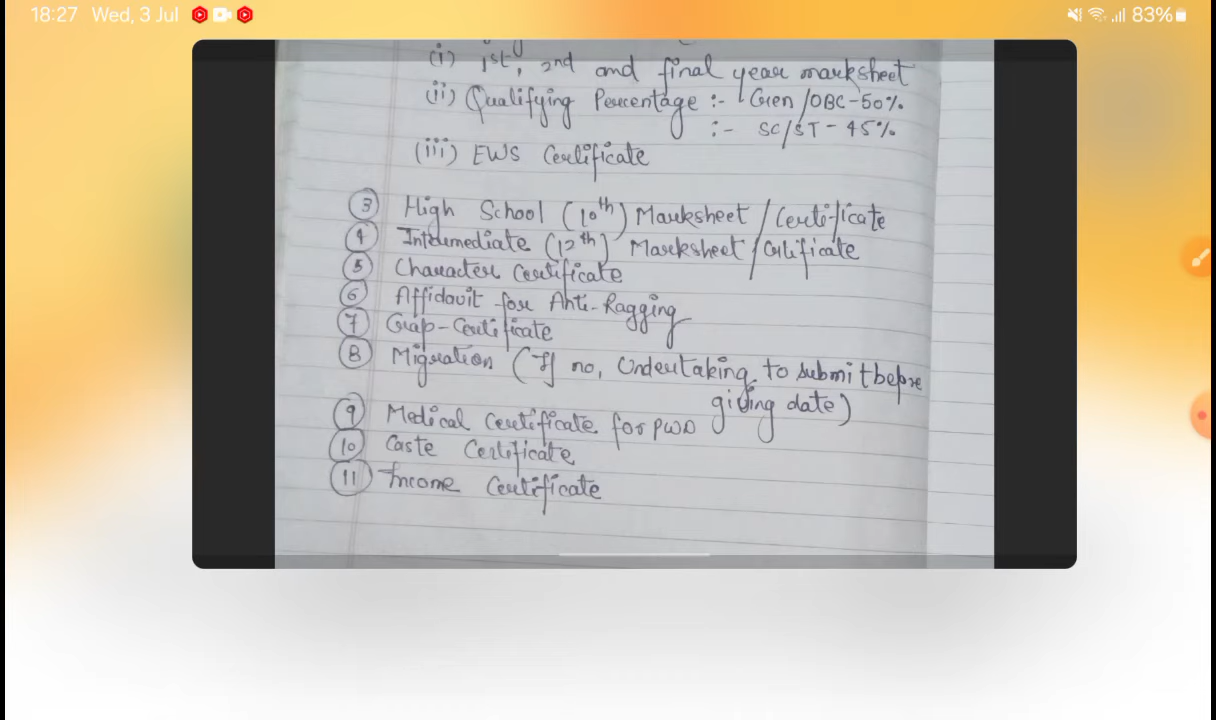 18:27 Wed, 3 Jul
83%
(i) 1st, 2nd and final year marksheet
(ii) Qualifying Percentage :- Gen/OBC-50%
:- SC/ST-45%
(iii) EWS Certificate
3 High School (10th) Marksheet/Certificate
4 Intermediate (12th) Marksheet/Certificate
5 Character Certificate
6 Affidavit for Anti-Ragging
7 Gap-Certificate
8 Migration (If no, Undertaking to submit before
giving date)
9 Medical Certificate for PWD
10 Caste Certificate
11 Income Certificate